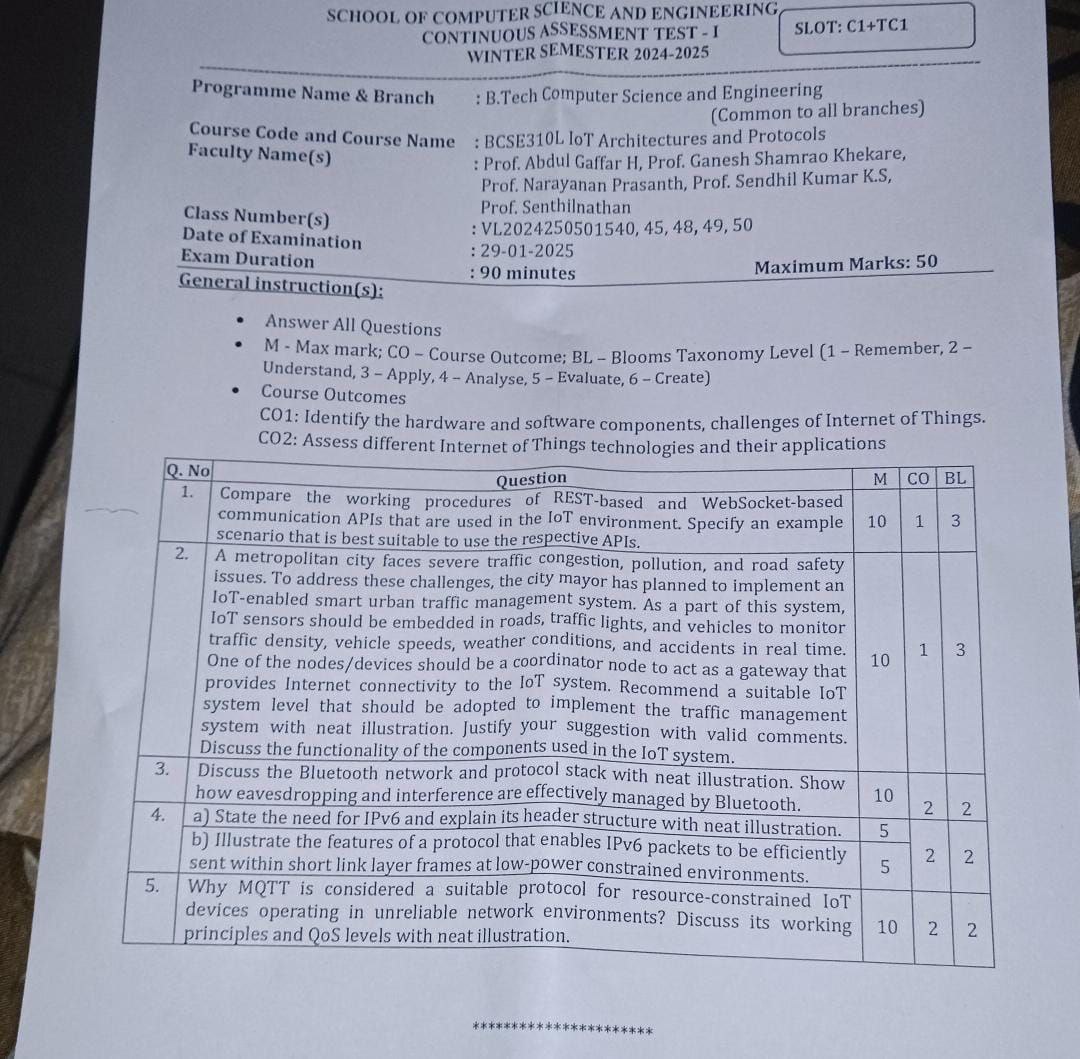 SCHOOL OF COMPUTER SCIENCE AND ENGINEERING
CONTINUOUS ASSESSMENT TEST - I
WINTER SEMESTER 2024-2025
SLOT: C1+TC1
Programme Name & Branch : B.Tech Computer Science and Engineering
(Common to all branches)
Course Code and Course Name : BCSE310L IoT Architectures and Protocols
Faculty Name(s) : Prof. Abdul Gaffar H, Prof. Ganesh Shamrao Khekare,
Prof. Narayanan Prasanth, Prof. Sendhil Kumar K.S,
Prof. Senthilnathan
Class Number(s) : VL2024250501540, 45, 48, 49, 50
Date of Examination : 29-01-2025
Exam Duration : 90 minutes Maximum Marks: 50
General instruction(s):
• Answer All Questions
• M - Max mark; CO – Course Outcome; BL – Blooms Taxonomy Level (1 – Remember, 2 –
Understand, 3 – Apply, 4 – Analyse, 5 – Evaluate, 6 – Create)
• Course Outcomes
CO1: Identify the hardware and software components, challenges of Internet of Things.
CO2: Assess different Internet of Things technologies and their applications
Q. No Question M CO BL
1. Compare the working procedures of REST-based and WebSocket-based
communication APIs that are used in the IoT environment. Specify an example 10 1 3
scenario that is best suitable to use the respective APIs.
2. A metropolitan city faces severe traffic congestion, pollution, and road safety
issues. To address these challenges, the city mayor has planned to implement an
IoT-enabled smart urban traffic management system. As a part of this system,
IoT sensors should be embedded in roads, traffic lights, and vehicles to monitor
traffic density, vehicle speeds, weather conditions, and accidents in real time.
One of the nodes/devices should be a coordinator node to act as a gateway that 10 1 3
provides Internet connectivity to the IoT system. Recommend a suitable IoT
system level that should be adopted to implement the traffic management
system with neat illustration. Justify your suggestion with valid comments.
Discuss the functionality of the components used in the IoT system.
3. Discuss the Bluetooth network and protocol stack with neat illustration. Show
how eavesdropping and interference are effectively managed by Bluetooth. 10 2 2
4. a) State the need for IPv6 and explain its header structure with neat illustration. 5
b) Illustrate the features of a protocol that enables IPv6 packets to be efficiently 2 2
sent within short link layer frames at low-power constrained environments. 5
5. Why MQTT is considered a suitable protocol for resource-constrained IoT
devices operating in unreliable network environments? Discuss its working 10 2 2
principles and QoS levels with neat illustration.
***********************